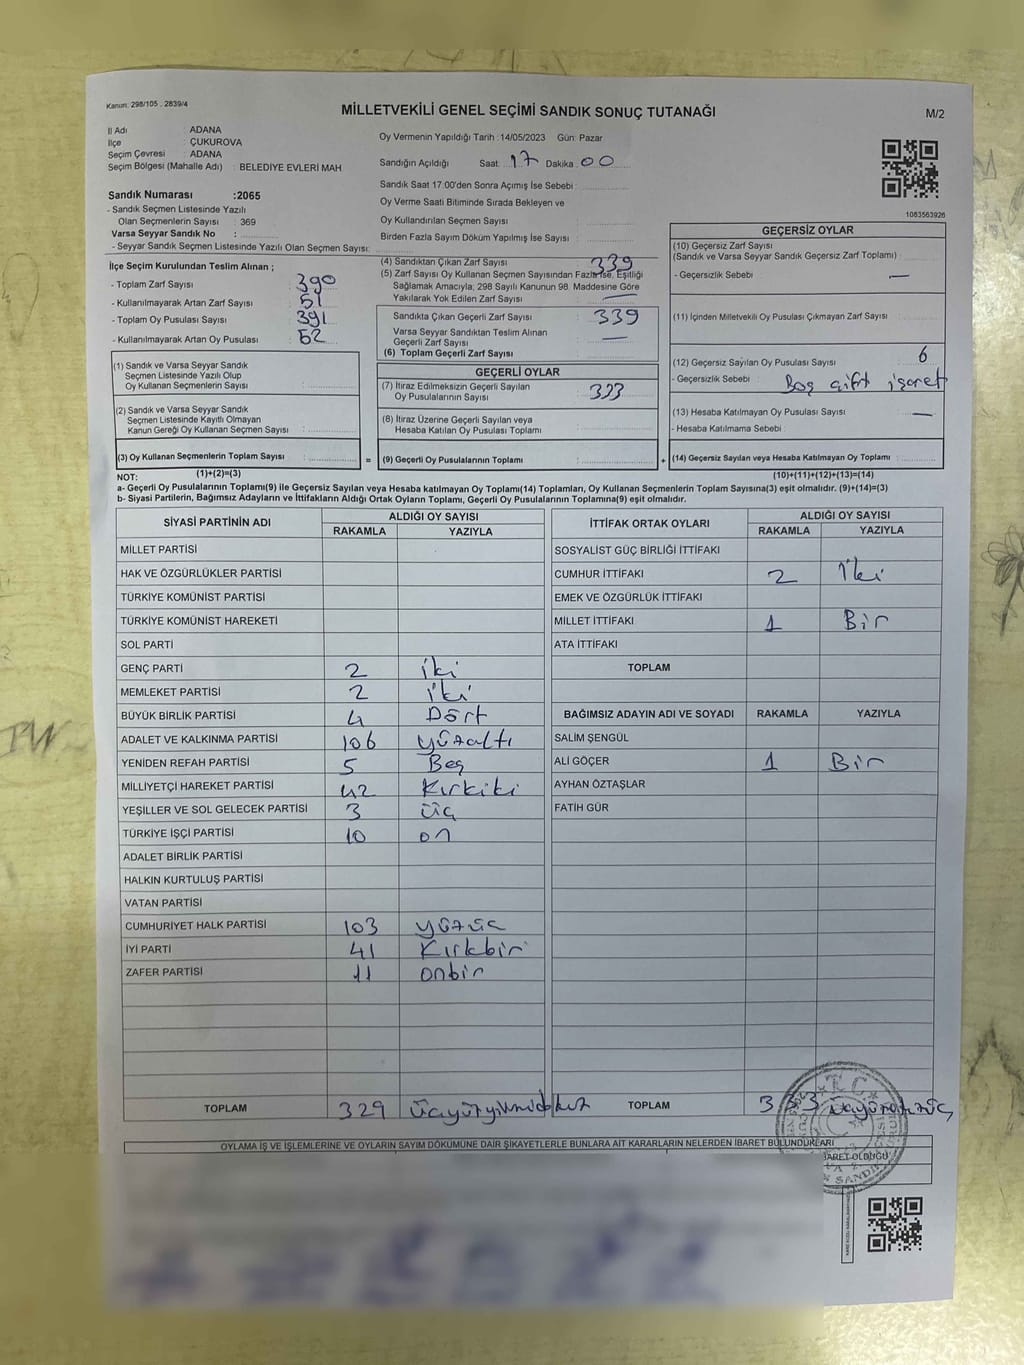 Kanun: 298/105 . 2839/4
MİLLETVEKİLİ GENEL SEÇİMİ SANDIK SONUÇ TUTANAĞI
M/2
İl Adı : ADANA
İlçe : ÇUKUROVA
Seçim Çevresi : ADANA
Seçim Bölgesi (Mahalle Adı) : BELEDİYE EVLERİ MAH
Oy Vermenin Yapıldığı Tarih :14/05/2023 Gün: Pazar
Sandığın Açıldığı Saat: 17 Dakika 00
Sandık Saat 17.00'den Sonra Açımış İse Sebebi :
Oy Verme Saati Bitiminde Sırada Bekleyen ve
Oy Kullandırılan Seçmen Sayısı :
Birden Fazla Sayım Döküm Yapılmış İse Sayısı :
1083563926
Sandık Numarası :2065
- Sandık Seçmen Listesinde Yazılı
Olan Seçmenlerin Sayısı : 369
Varsa Seyyar Sandık No :
- Seyyar Sandık Seçmen Listesinde Yazılı Olan Seçmen Sayısı:
İlçe Seçim Kurulundan Teslim Alınan ;
- Toplam Zarf Sayısı : 390
- Kullanılmayarak Artan Zarf Sayısı : 51
- Toplam Oy Pusulası Sayısı : 391
- Kullanılmayarak Artan Oy Pusulası : 52
(4) Sandıktan Çıkan Zarf Sayısı : 339
(5) Zarf Sayısı Oy Kullanan Seçmen Sayısından Fazla İse, Eşitliği
Sağlamak Amacıyla; 298 Sayılı Kanunun 98. Maddesine Göre
Yakılarak Yok Edilen Zarf Sayısı : —
Sandıkta Çıkan Geçerli Zarf Sayısı : 339
Varsa Seyyar Sandıktan Teslim Alınan
Geçerli Zarf Sayısı : —
(6) Toplam Geçerli Zarf Sayısı :
GEÇERSİZ OYLAR
(10) Geçersiz Zarf Sayısı
(Sandık ve Varsa Seyyar Sandık Geçersiz Zarf Toplamı) :
- Geçersizlik Sebebi : —
(11) İçinden Milletvekili Oy Pusulası Çıkmayan Zarf Sayısı :
(12) Geçersiz Sayılan Oy Pusulası Sayısı : 6
- Geçersizlik Sebebi : Boş çift işaret
(13) Hesaba Katılmayan Oy Pusulası Sayısı : —
- Hesaba Katılmama Sebebi :
(14) Geçersiz Sayılan veya Hesaba Katılmayan Oy Toplamı :
(1) Sandık ve Varsa Seyyar Sandık
Seçmen Listesinde Yazılı Olup
Oy Kullanan Seçmenlerin Sayısı :
(2) Sandık ve Varsa Seyyar Sandık
Seçmen Listesinde Kayıtlı Olmayan
Kanun Gereği Oy Kullanan Seçmen Sayısı :
(3) Oy Kullanan Seçmenlerin Toplam Sayısı :
GEÇERLİ OYLAR
(7) İtiraz Edilmeksizin Geçerli Sayılan
Oy Pusulalarının Sayısı : 333
(8) İtiraz Üzerine Geçerli Sayılan veya
Hesaba Katılan Oy Pusulası Toplamı :
= (9) Geçerli Oy Pusulalarının Toplamı : +
NOT: (1)+(2)=(3)
(10)+(11)+(12)+(13)=(14)
a- Geçerli Oy Pusulalarının Toplamı(9) ile Geçersiz Sayılan veya Hesaba katılmayan Oy Toplamı(14) Toplamları, Oy Kullanan Seçmenlerin Toplam Sayısına(3) eşit olmalıdır. (9)+(14)=(3)
b- Siyasi Partilerin, Bağımsız Adayların ve İttifakların Aldığı Ortak Oyların Toplamı, Geçerli Oy Pusulalarının Toplamına(9) eşit olmalıdır.
SİYASİ PARTİNİN ADI ALDIĞI OY SAYISI
RAKAMLA YAZIYLA
MİLLET PARTİSİ
HAK VE ÖZGÜRLÜKLER PARTİSİ
TÜRKİYE KOMÜNİST PARTİSİ
TÜRKİYE KOMÜNİST HAREKETİ
SOL PARTİ
GENÇ PARTİ 2 iki
MEMLEKET PARTİSİ 2 iki
BÜYÜK BİRLİK PARTİSİ 4 Dört
ADALET VE KALKINMA PARTİSİ 106 yüzaltı
YENİDEN REFAH PARTİSİ 5 Beş
MİLLİYETÇİ HAREKET PARTİSİ 42 Kırkiki
YEŞİLLER VE SOL GELECEK PARTİSİ 3 üç
TÜRKİYE İŞÇİ PARTİSİ 10 on
ADALET BİRLİK PARTİSİ
HALKIN KURTULUŞ PARTİSİ
VATAN PARTİSİ
CUMHURİYET HALK PARTİSİ 103 yüzüç
İYİ PARTİ 41 Kırkbir
ZAFER PARTİSİ 11 onbir
TOPLAM 329 üçyüzyirmidokuz
İTTİFAK ORTAK OYLARI ALDIĞI OY SAYISI
RAKAMLA YAZIYLA
SOSYALİST GÜÇ BİRLİĞİ İTTİFAKI
CUMHUR İTTİFAKI 2 İki
EMEK VE ÖZGÜRLÜK İTTİFAKI
MİLLET İTTİFAKI 1 Bir
ATA İTTİFAKI
TOPLAM
BAĞIMSIZ ADAYIN ADI VE SOYADI RAKAMLA YAZIYLA
SALİM ŞENGÜL
ALİ GÖÇER 1 Bir
AYHAN ÖZTAŞLAR
FATİH GÜR
TOPLAM 333 üçyüzotuzüç
T.C.
OYLAMA İŞ VE İŞLEMLERİNE VE OYLARIN SAYIM DÖKÜMÜNE DAİR ŞİKAYETLERLE BUNLARA AİT KARARLARIN NELERDEN İBARET BULUNDUKLARI
İBARET OLDUĞU